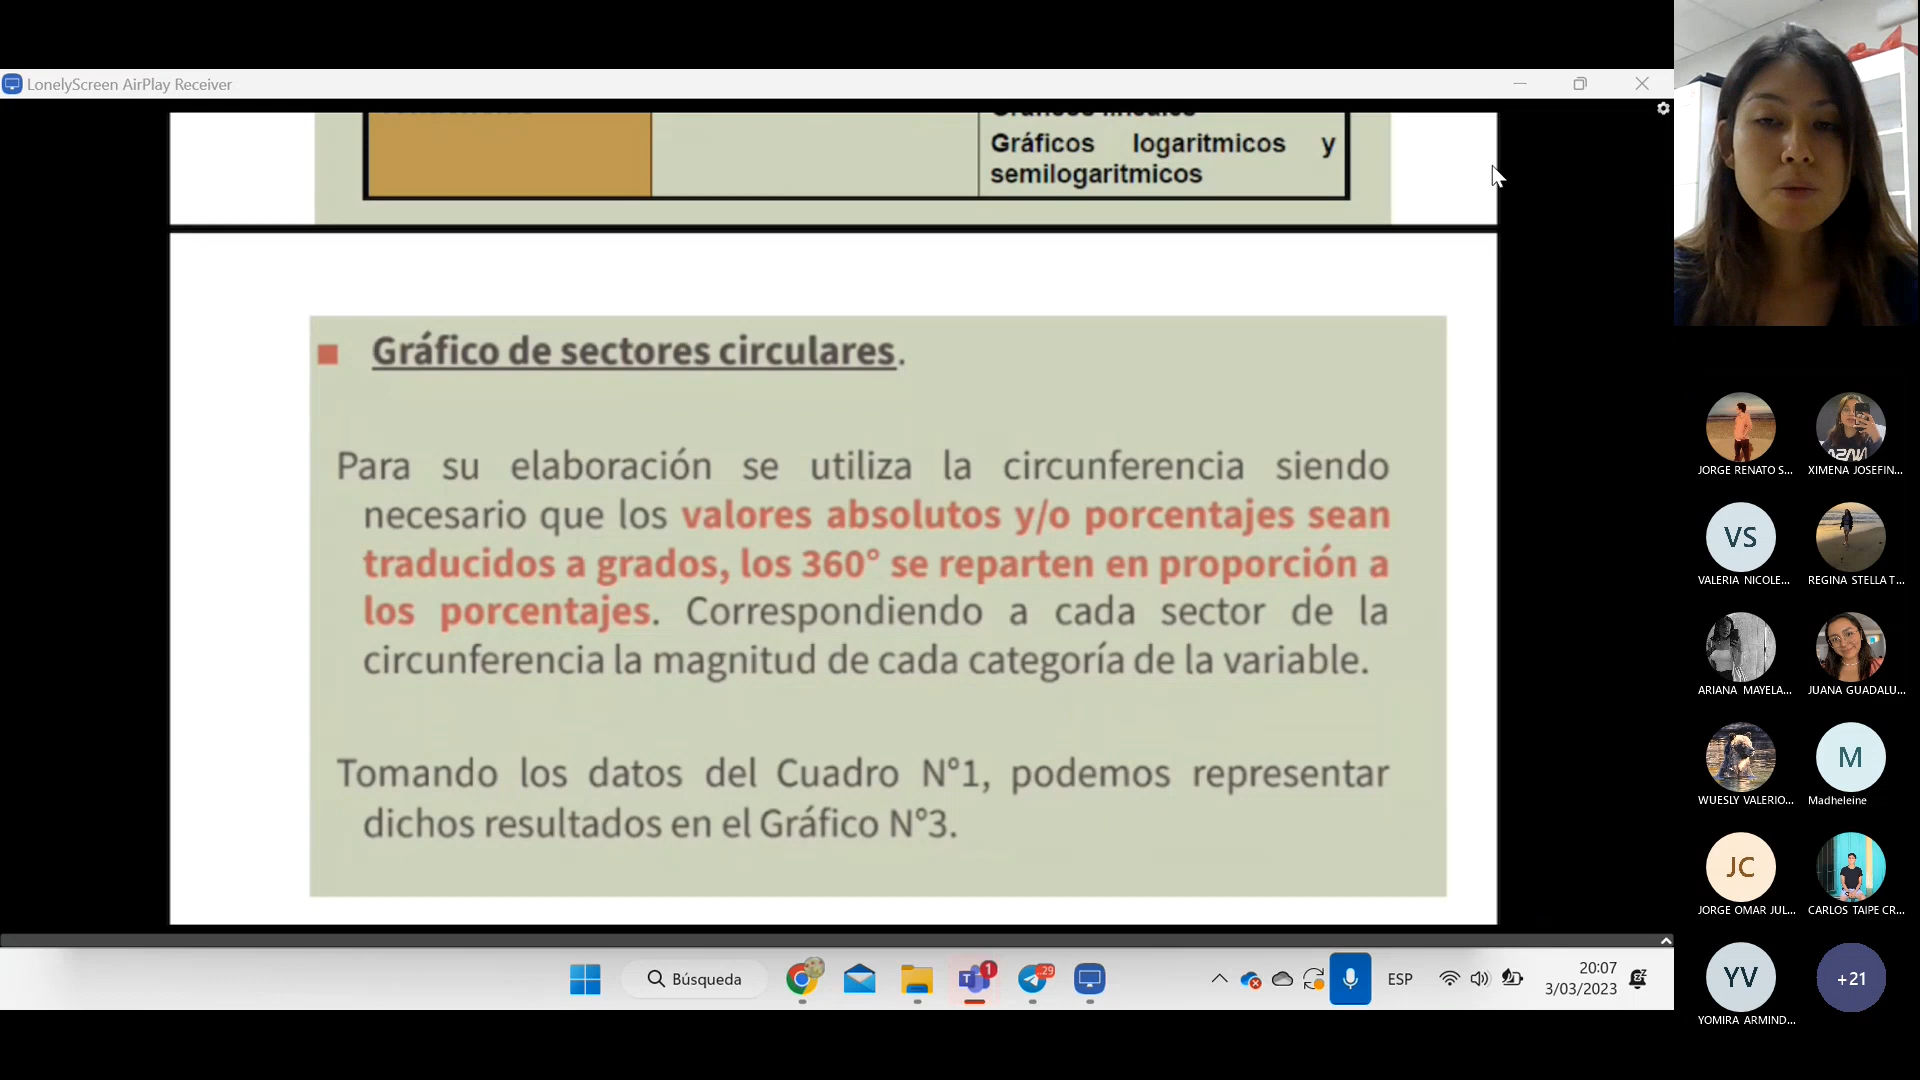 LonelyScreen AirPlay Receiver
Gráficos lineales
Gráficos logaritmicos y
semilogaritmicos
Gráfico de sectores circulares.
Para su elaboración se utiliza la circunferencia siendo
necesario que los valores absolutos y/o porcentajes sean
traducidos a grados, los 360° se reparten en proporción a
los porcentajes. Correspondiendo a cada sector de la
circunferencia la magnitud de cada categoría de la variable.
Tomando los datos del Cuadro N°1, podemos representar
dichos resultados en el Gráfico N°3.
JORGE RENATO S...
XIMENA JOSEFIN...
VS
VALERIA NICOLE...
REGINA STELLA T...
ARIANA MAYELA...
JUANA GUADALU...
WUESLY VALERIO...
M
Madheleine
JC
JORGE OMAR JUL...
CARLOS TAIPE CR...
YV
YOMIRA ARMIND...
+21
Búsqueda
1
29
ESP
20:07
3/03/2023